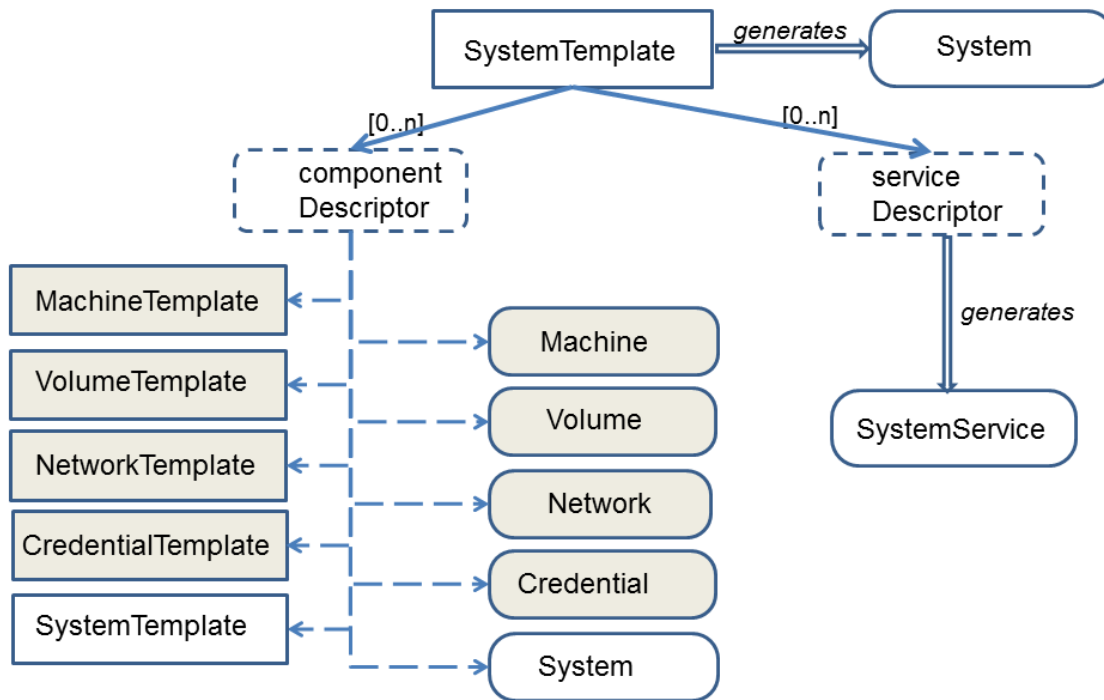 generates
SystemTemplate
System
[0..n]
[0..n]
component
Descriptor
service
Descriptor
MachineTemplate
generates
Machine
VolumeTemplate
Volume
SystemService
NetworkTemplate
Network
CredentialTemplate
Credential
SystemTemplate
System